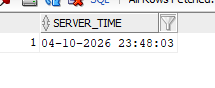 SQL | All Rows Fetched:
SERVER_TIME
1 04-10-2026 23:48:03